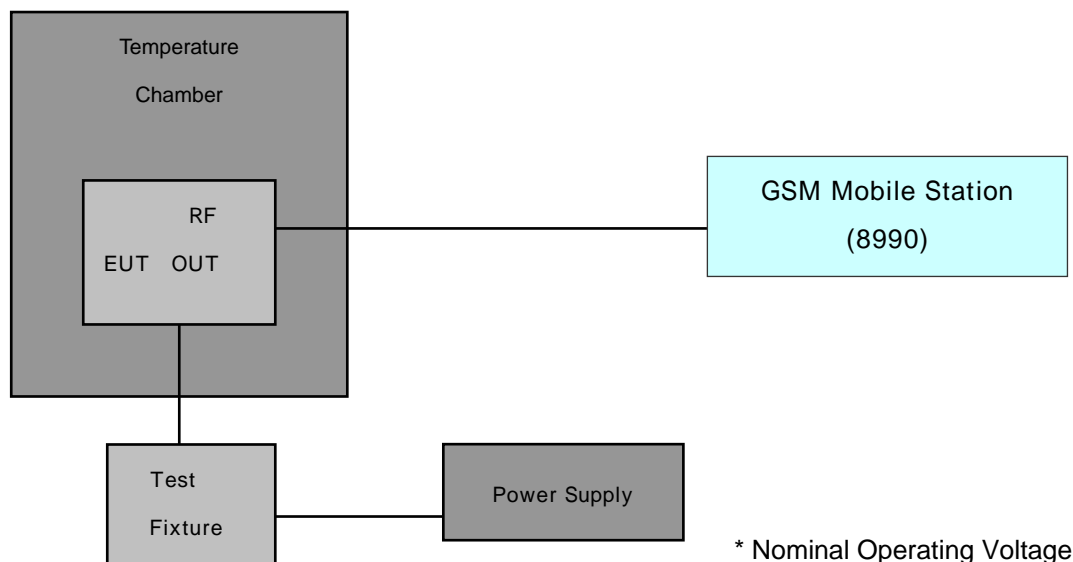 Temperature
Chamber
RF
EUT OUT
GSM Mobile Station
(8990)
Test
Fixture
Power Supply
* Nominal Operating Voltage